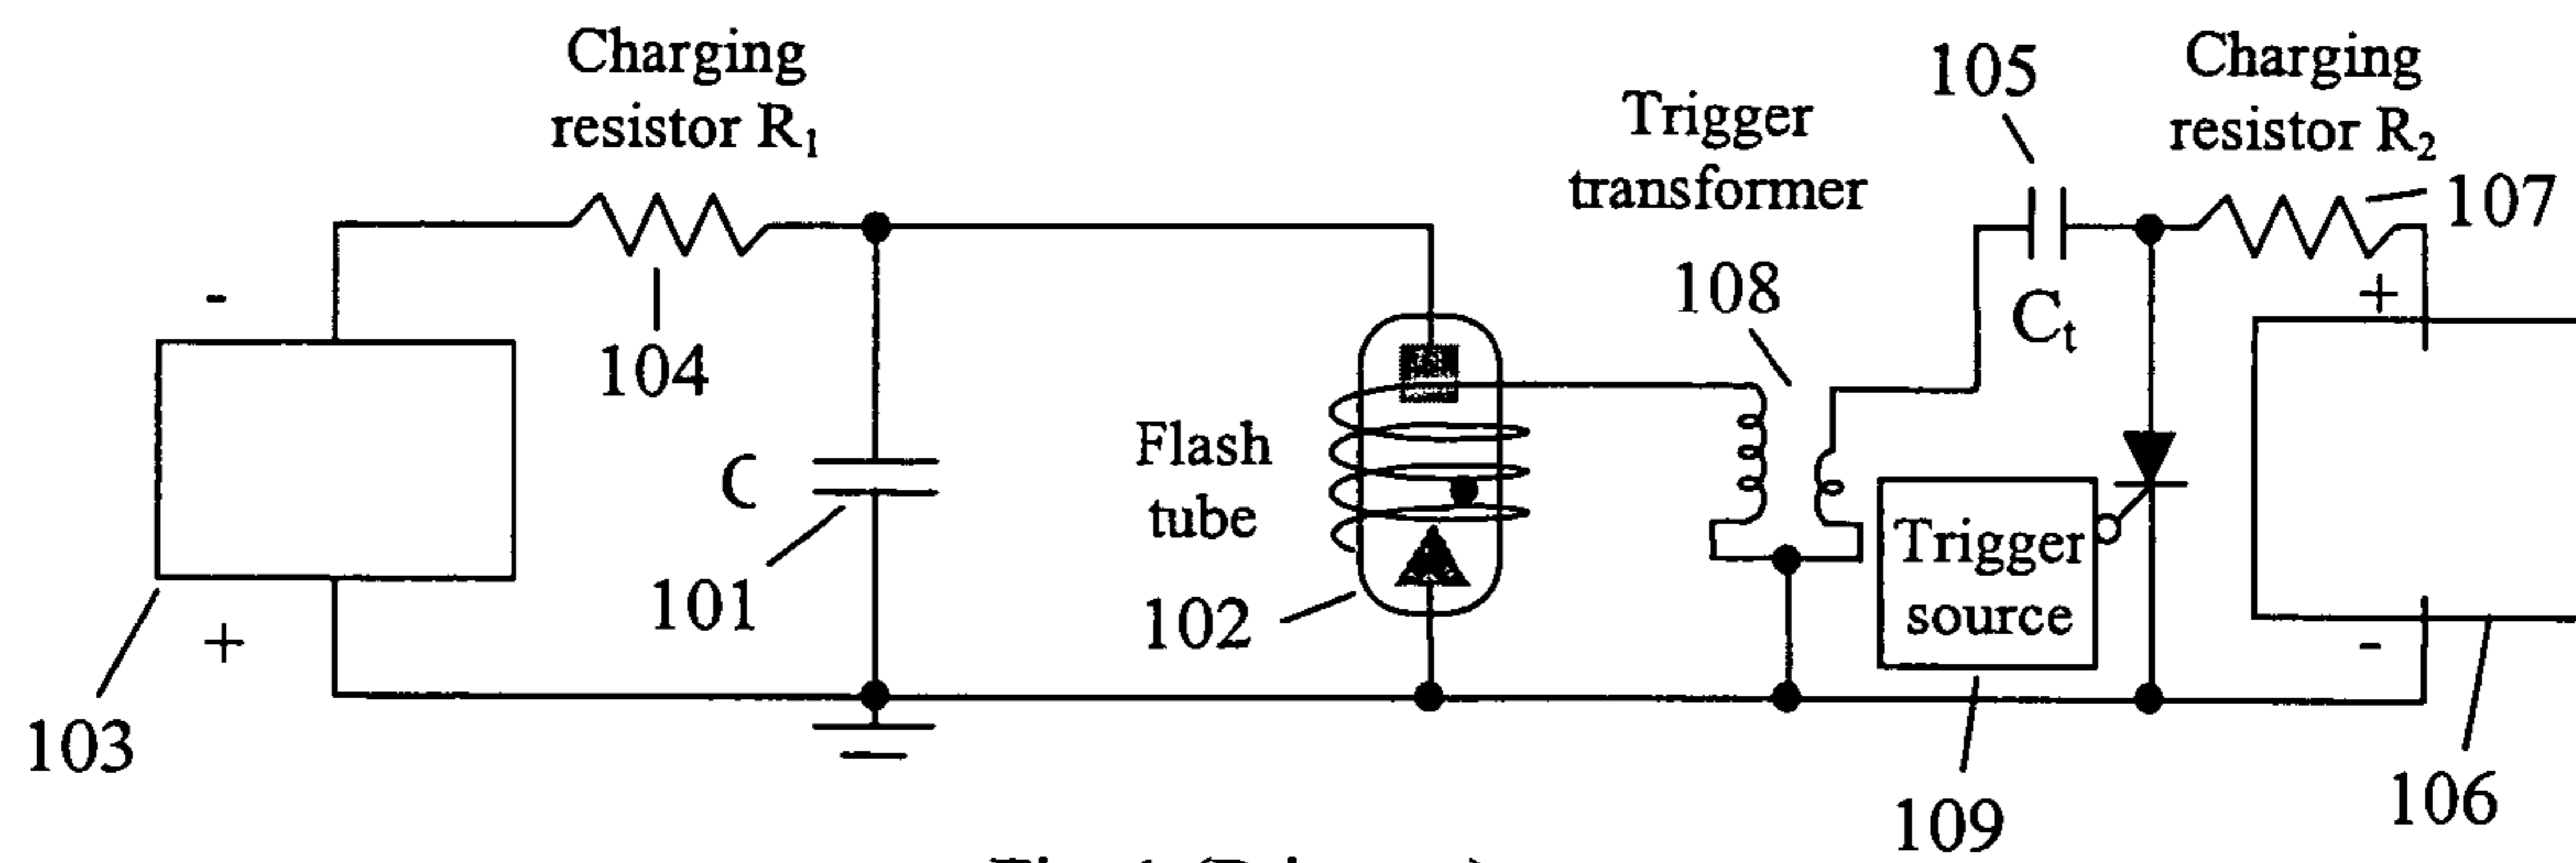 Charging
resistor R₁
105
Charging
resistor R₂
Trigger
transformer
107
-
108
+
Cₜ
104
Flash
tube
C
101
102
Trigger
source
+
-
103
109
106